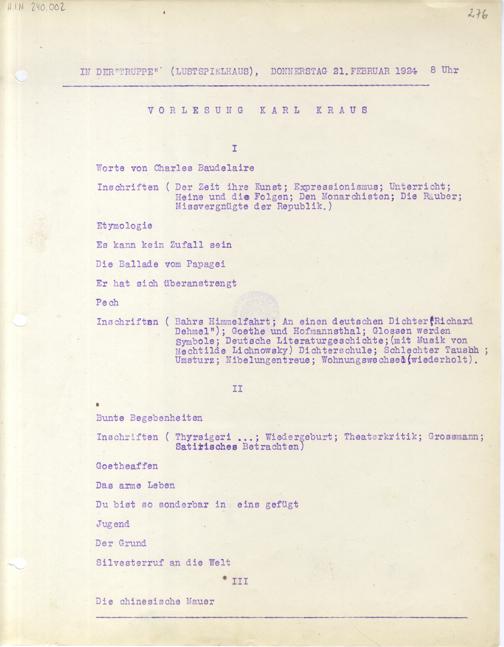 H.I.N 240.002
276
IN DER"TRUPPE" (LUSTSPIELHAUS), DONNERSTAG 21.FEBRUAR 1924 8 Uhr
VORLESUNG KARL KRAUS
I
Worte von Charles Baudelaire
Inschriften ( Der Zeit ihre Kunst; Expressionismus; Unterricht;
Heine und die Folgen; Den Monarchisten; Die Räuber;
Missvergnügte der Republik.)
Etymologie
Es kann kein Zufall sein
Die Ballade vom Papagei
Er hat sich überanstrengt
Pech
Inschriften ( Bahrs Himmelfahrt; An einen deutschen Dichter("Richard
Dehmel"); Goethe und Hofmannsthal; Glossen werden
Symbole; Deutsche Literaturgeschichte;(mit Musik von
Mechtilde Lichnowsky) Dichterschule; Schlechter Tausch ;
Umsturz; Nibelungentreue; Wohnungswechsel(wiederholt).
II
Bunte Begebenheiten
Inschriften ( Thyrsigeri ...; Wiedergeburt; Theaterkritik; Grossmann;
Satirisches Betrachten)
Goetheaffen
Das arme Leben
Du bist so sonderbar in eins gefügt
Jugend
Der Grund
Silvesterruf an die Welt
III
Die chinesische Mauer